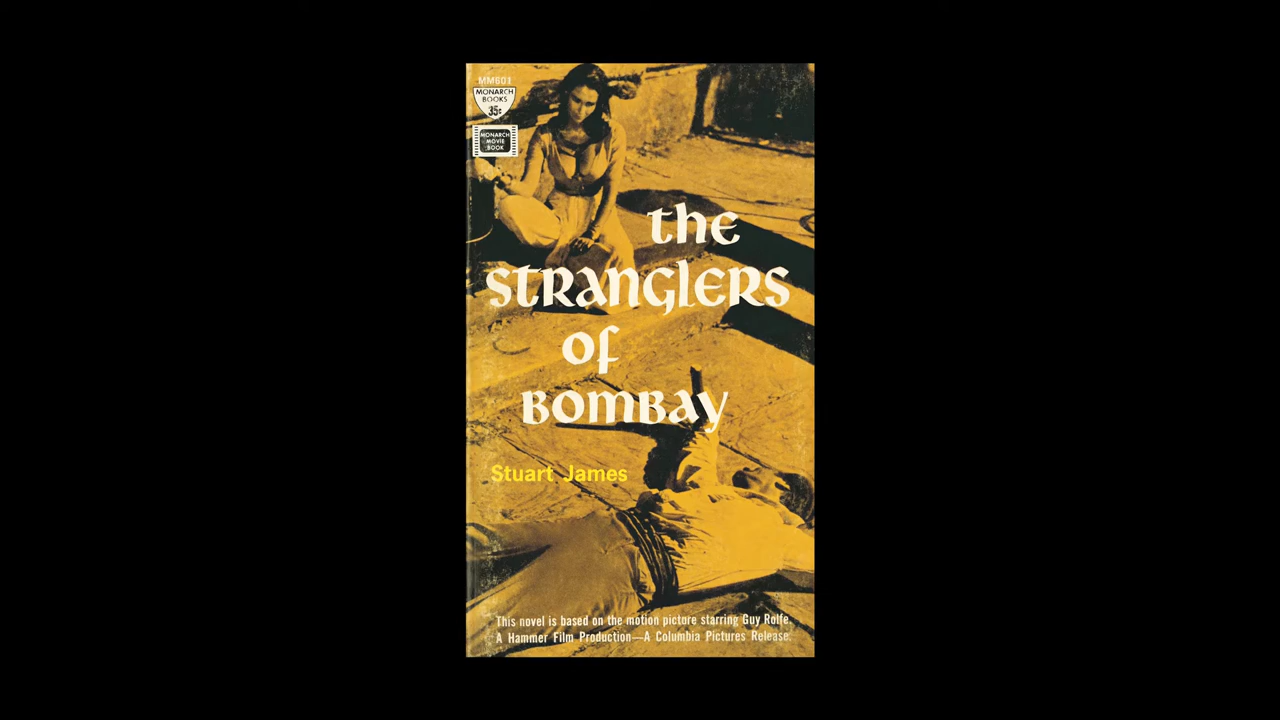 MM601
MONARCH
BOOKS
35¢
MONARCH
MOVIE
BOOK
the
STRANGLERS
of
BOMBAY
Stuart James
This novel is based on the motion picture starring Guy Rolfe.
A Hammer Film Production—A Columbia Pictures Release.